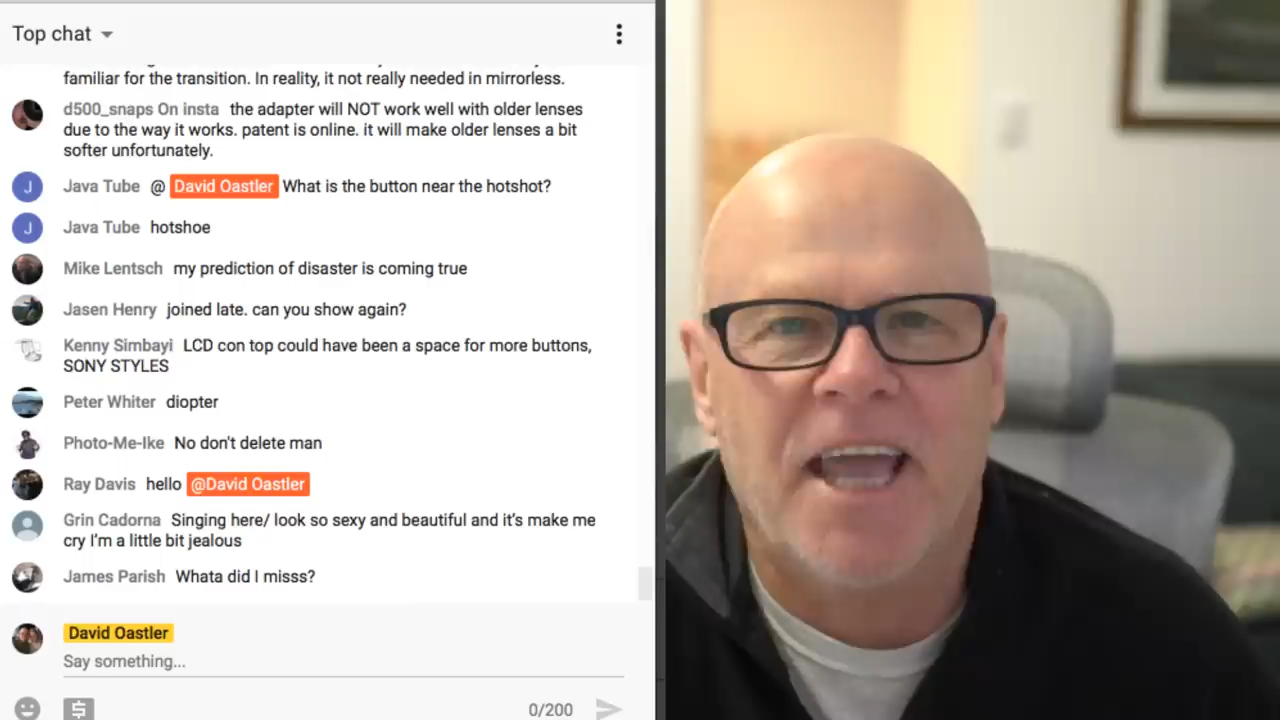 Top chat
familiar for the transition. In reality, it not really needed in mirrorless.
d500_snaps On insta the adapter will NOT work well with older lenses
due to the way it works. patent is online. it will make older lenses a bit
softer unfortunately.
J Java Tube @ David Oastler What is the button near the hotshot?
J Java Tube hotshoe
Mike Lentsch my prediction of disaster is coming true
Jasen Henry joined late. can you show again?
Kenny Simbayi LCD con top could have been a space for more buttons,
SONY STYLES
Peter Whiter diopter
Photo-Me-Ike No don't delete man
Ray Davis hello @David Oastler
Grin Cadorna Singing here/ look so sexy and beautiful and it's make me
cry I'm a little bit jealous
James Parish Whata did I misss?
David Oastler
Say something...
$ 0/200